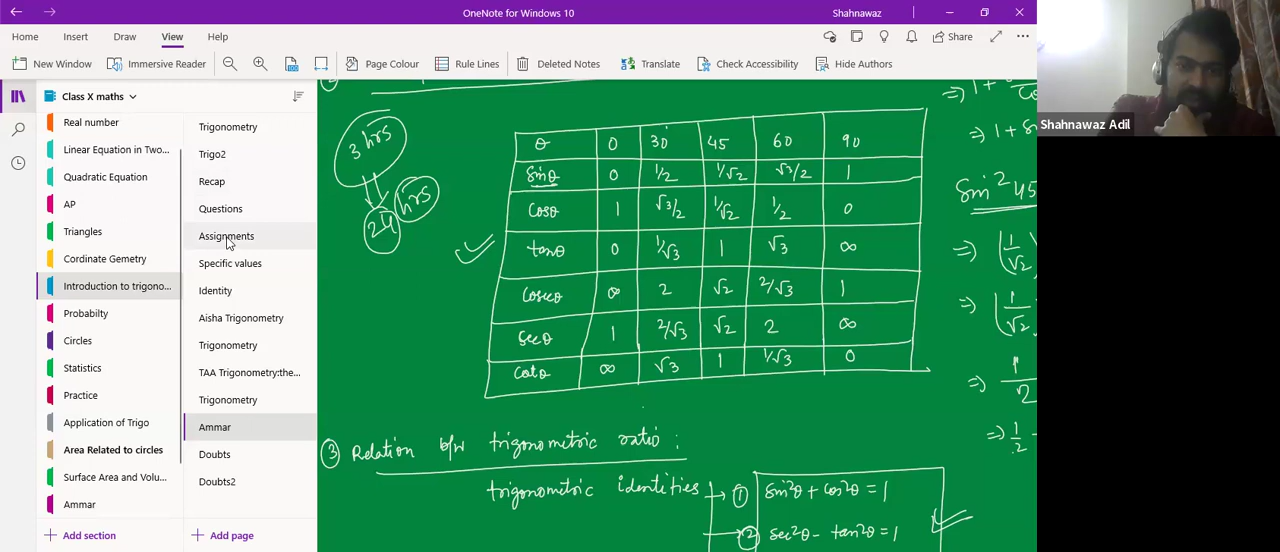 OneNote for Windows 10
Shahnawaz
Home Insert Draw View Help
Share
New Window Immersive Reader Page Colour Rule Lines Deleted Notes Translate Check Accessibility Hide Authors
Class X maths
Real number
Linear Equation in Two...
Quadratic Equation
AP
Triangles
Cordinate Gemetry
Introduction to trigono...
Probabilty
Circles
Statistics
Practice
Application of Trigo
Area Related to circles
Surface Area and Volu...
Ammar
Add section
Trigonometry
Trigo2
Recap
Questions
Assignments
Specific values
Identity
Aisha Trigonometry
Trigonometry
TAA Trigonometry:the...
Trigonometry
Ammar
Doubts
Doubts2
Add page
3 hrs
24 hrs
θ 0 30 45 60 90
sinθ 0 1/2 1/√2 √3/2 1
cosθ 1 √3/2 1/√2 1/2 0
tanθ 0 1/√3 1 √3 ∞
cosecθ ∞ 2 √2 2/√3 1
secθ 1 2/√3 √2 2 ∞
cotθ ∞ √3 1 1/√3 0
③ Relation b/w trigonometric ratio :
trigonometric identities → ① sin²θ + cos²θ = 1
→ ② sec²θ - tan²θ = 1
sin² 45
Shahnawaz Adil